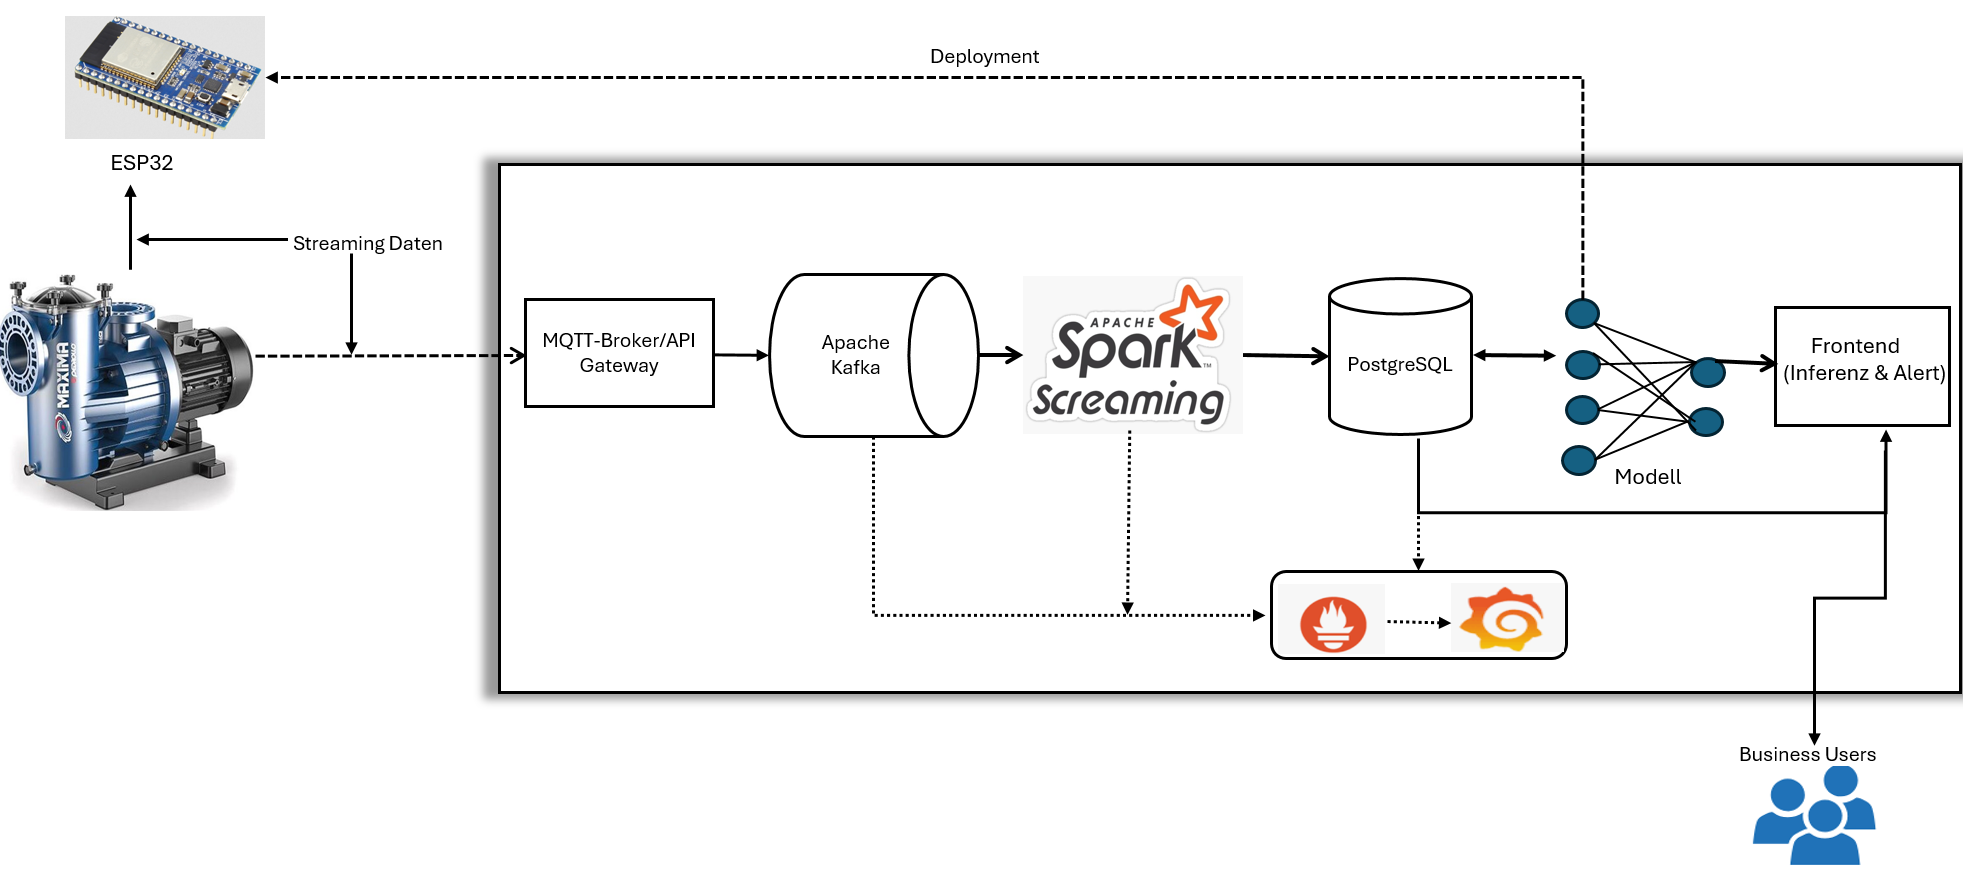 Deployment
ESP32
Streaming Daten
MAXIMA
MQTT-Broker/API
Gateway
Apache
Kafka
APACHE
Spark™
Screaming
PostgreSQL
Modell
Frontend
(Inferenz & Alert)
Business Users